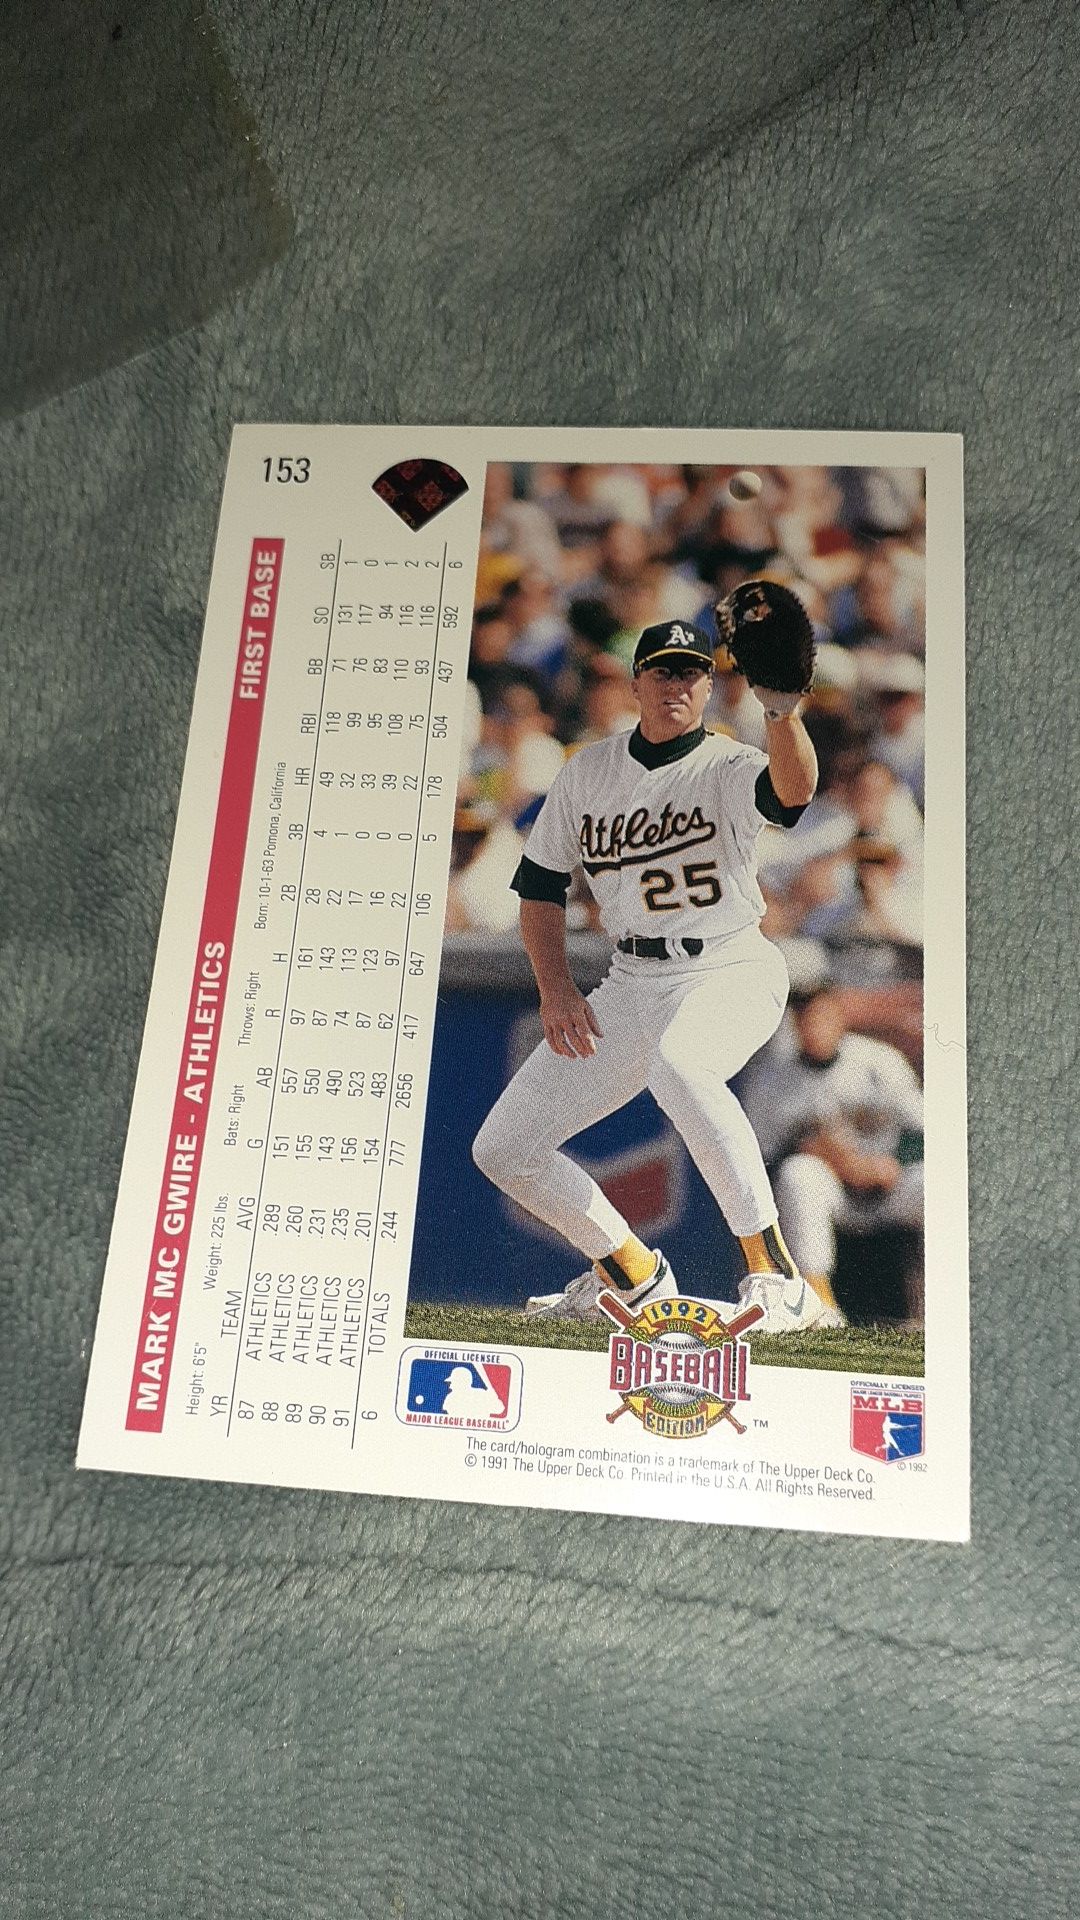 153
MARK MC GWIRE - ATHLETICS FIRST BASE
Height: 6'5" Weight: 225 lbs. Bats: Right Throws: Right Born: 10-1-63 Pomona, California
YR TEAM AVG G AB R H 2B 3B HR RBI BB SO SB
87 ATHLETICS .289 151 557 97 161 28 4 49 118 71 131 1
88 ATHLETICS .260 155 550 87 143 22 1 32 99 76 117 0
89 ATHLETICS .231 143 490 74 113 17 0 33 95 83 94 1
90 ATHLETICS .235 156 523 87 123 16 0 39 108 110 116 2
91 ATHLETICS .201 154 483 62 97 22 0 22 75 93 116 2
6 TOTALS .244 777 2656 417 647 106 5 178 504 437 592 6
A's
Athletics
25
1992
BASEBALL
EDITION
TM
OFFICIAL LICENSEE
MAJOR LEAGUE BASEBALL
OFFICIALLY LICENSED
MAJOR LEAGUE BASEBALL PLAYERS
MLB
© 1992
The card/hologram combination is a trademark of The Upper Deck Co.
© 1991 The Upper Deck Co. Printed in the U.S.A. All Rights Reserved.